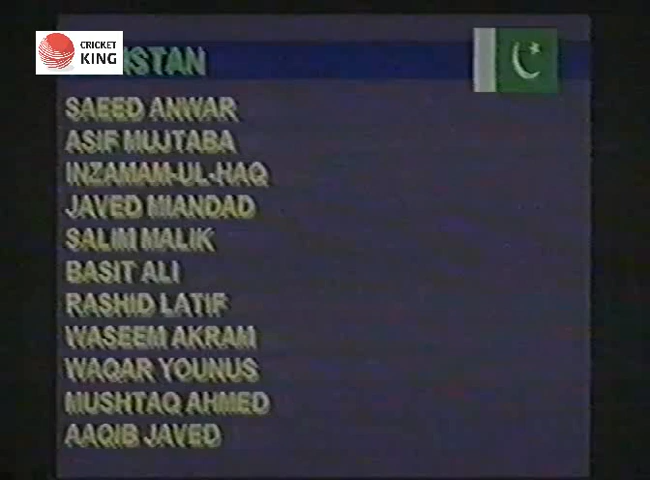 CRICKET
KING
ISTAN
SAEED ANWAR
ASIF MUJTABA
INZAMAM-UL-HAQ
JAVED MIANDAD
SALIM MALIK
BASIT ALI
RASHID LATIF
WASEEM AKRAM
WAQAR YOUNUS
MUSHTAQ AHMED
AAQIB JAVED